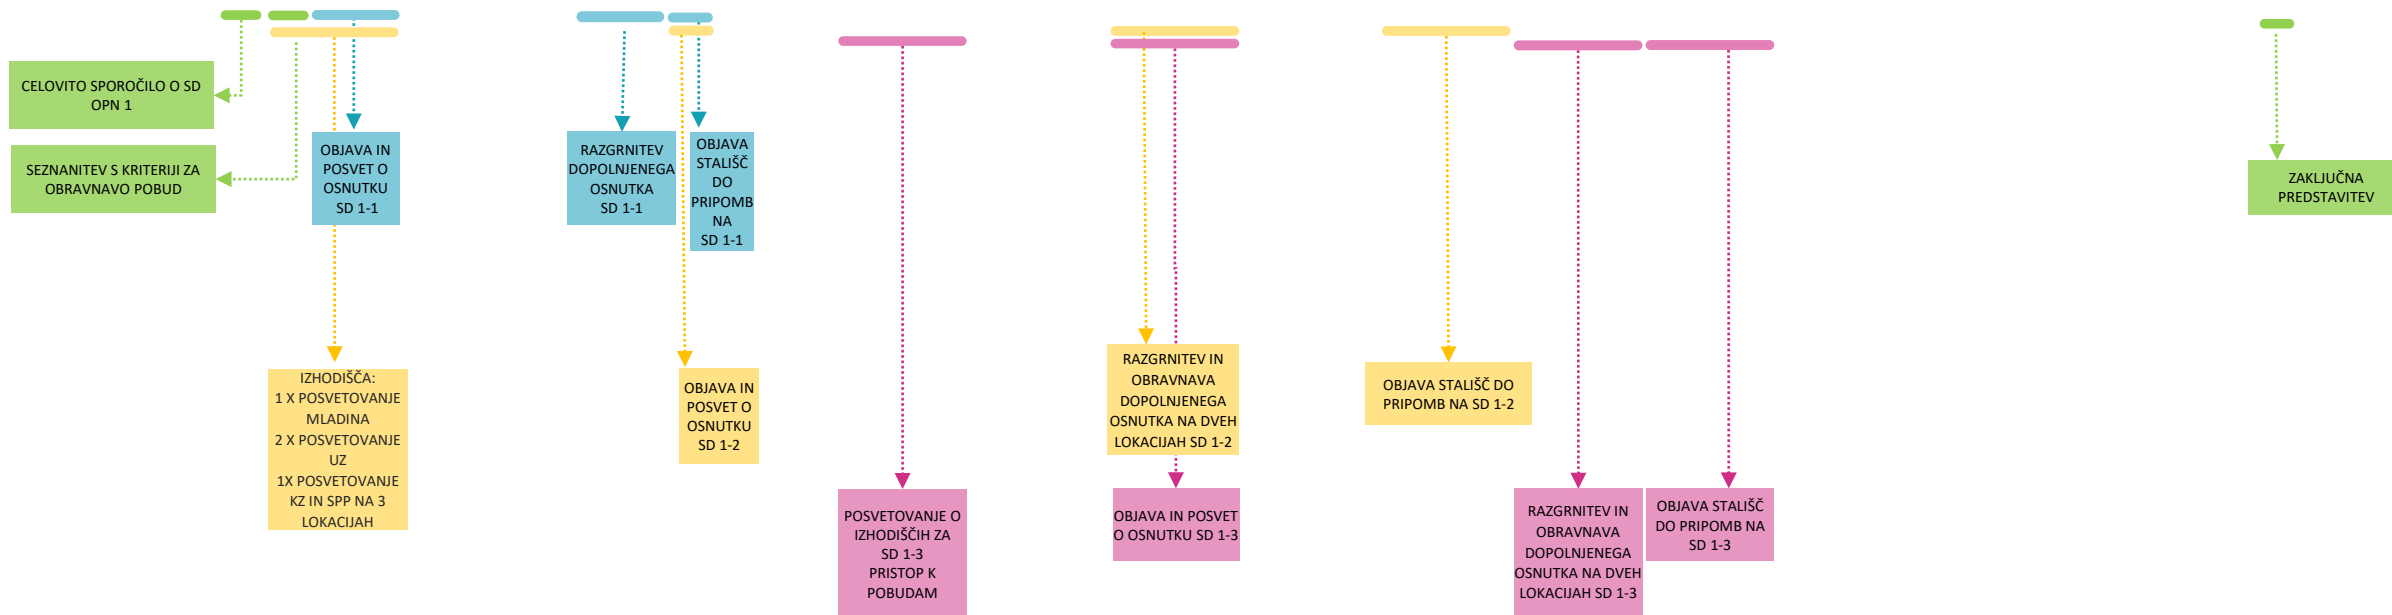 CELOVITO SPOROČILO O SD
OPN 1
SEZNANITEV S KRITERIJI ZA
OBRAVNAVO POBUD
OBJAVA IN
POSVET O
OSNUTKU
SD 1-1
IZHODIŠČA:
1 X POSVETOVANJE
MLADINA
2 X POSVETOVANJE
UZ
1X POSVETOVANJE
KZ IN SPP NA 3
LOKACIJAH
RAZGRNITEV
DOPOLNJENEGA
OSNUTKA
SD 1-1
OBJAVA
STALIŠČ
DO
PRIPOMB
NA
SD 1-1
OBJAVA IN
POSVET O
OSNUTKU
SD 1-2
POSVETOVANJE O
IZHODIŠČIH ZA
SD 1-3
PRISTOP K
POBUDAM
RAZGRNITEV IN
OBRAVNAVA
DOPOLNJENEGA
OSNUTKA NA DVEH
LOKACIJAH SD 1-2
OBJAVA IN POSVET
O OSNUTKU SD 1-3
OBJAVA STALIŠČ DO
PRIPOMB NA SD 1-2
RAZGRNITEV IN
OBRAVNAVA
DOPOLNJENEGA
OSNUTKA NA DVEH
LOKACIJAH SD 1-3
OBJAVA STALIŠČ
DO PRIPOMB NA
SD 1-3
ZAKLJUČNA
PREDSTAVITEV